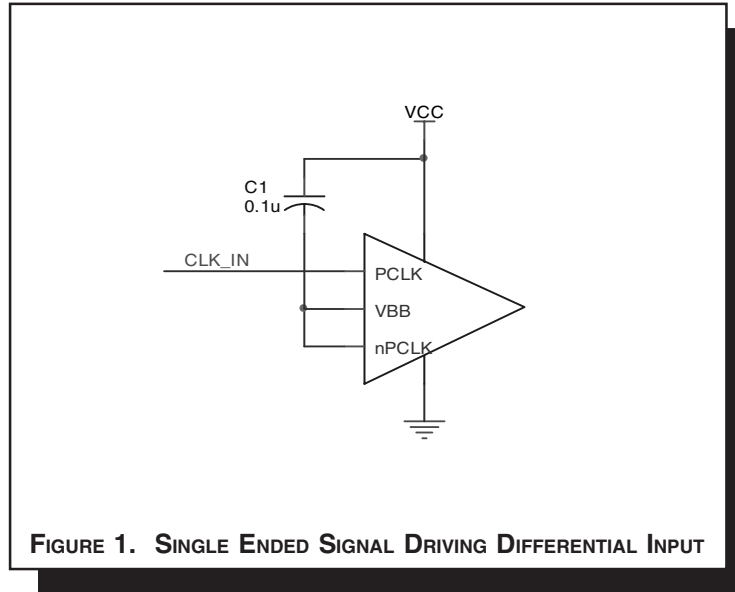 VCC
C1
0.1u
CLK_IN
PCLK
VBB
nPCLK
FIGURE 1. SINGLE ENDED SIGNAL DRIVING DIFFERENTIAL INPUT